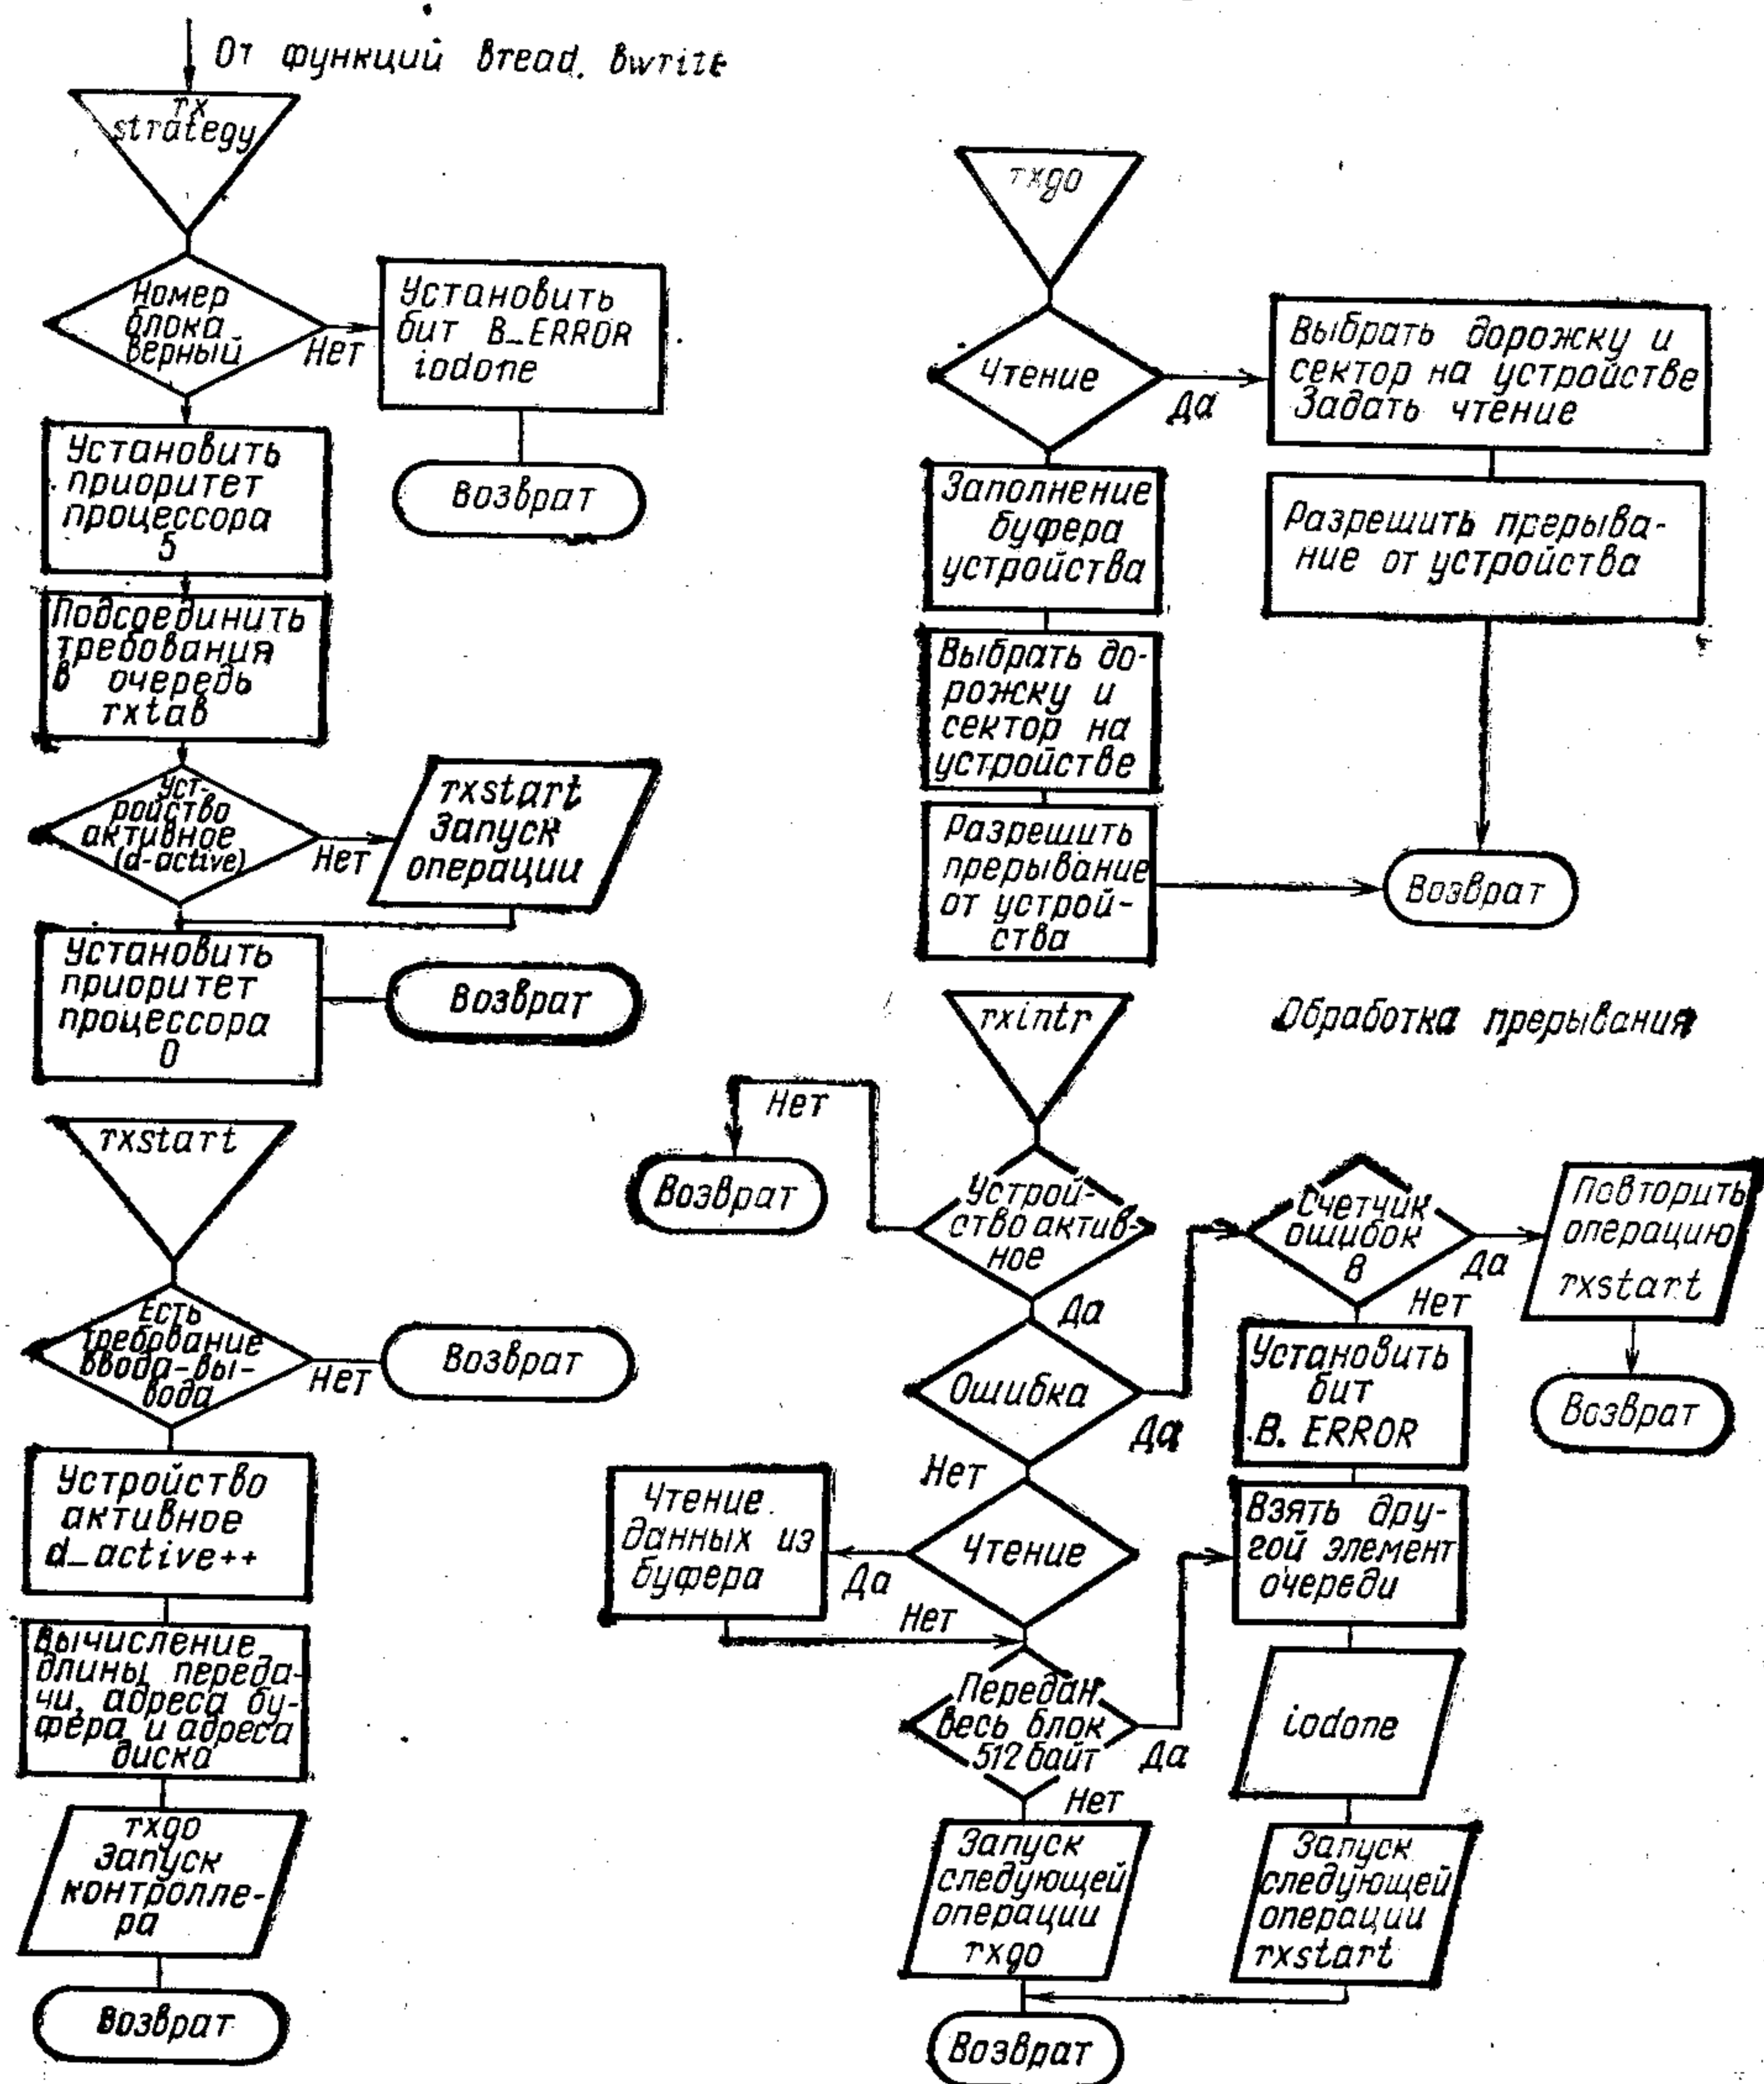 От функций bread, bwrite
rx
strategy
Номер
блока
верный
Нет
Установить
бит B_ERROR
iodone
Возврат
Установить
приоритет
процессора
5
Подсоединить
требования
в очередь
rxtab
Уст-
ройство
активное
(d-active)
Нет
rxstart
Запуск
операции
Установить
приоритет
процессора
0
Возврат
rxstart
Есть
требование
ввода-вы-
вода
Нет
Возврат
Устройство
активное
d_active++
Вычисление
длины переда-
чи, адреса бу-
фера и адреса
диска
rxgo
Запуск
контролле-
ра
Возврат
rxgo
Чтение
Да
Выбрать дорожку и
сектор на устройстве
Задать чтение
Разрешить прерыва-
ние от устройства
Заполнение
буфера
устройства
Выбрать до-
рожку и
сектор на
устройстве
Разрешить
прерывание
от устрой-
ства
Возврат
Обработка прерывания
rxintr
Нет
Возврат
Устрой-
ство актив-
ное
Да
Ошибка
Да
Нет
Счетчик
ошибок
8
Да
Нет
Повторить
операцию
rxstart
Возврат
Установить
бит
B. ERROR
Чтение
Да
Чтение
данных из
буфера
Нет
Взять дру-
гой элемент
очереди
Передан
весь блок
512 байт
Да
Нет
iodone
Запуск
следующей
операции
rxgo
Запуск
следующей
операции
rxstart
Возврат